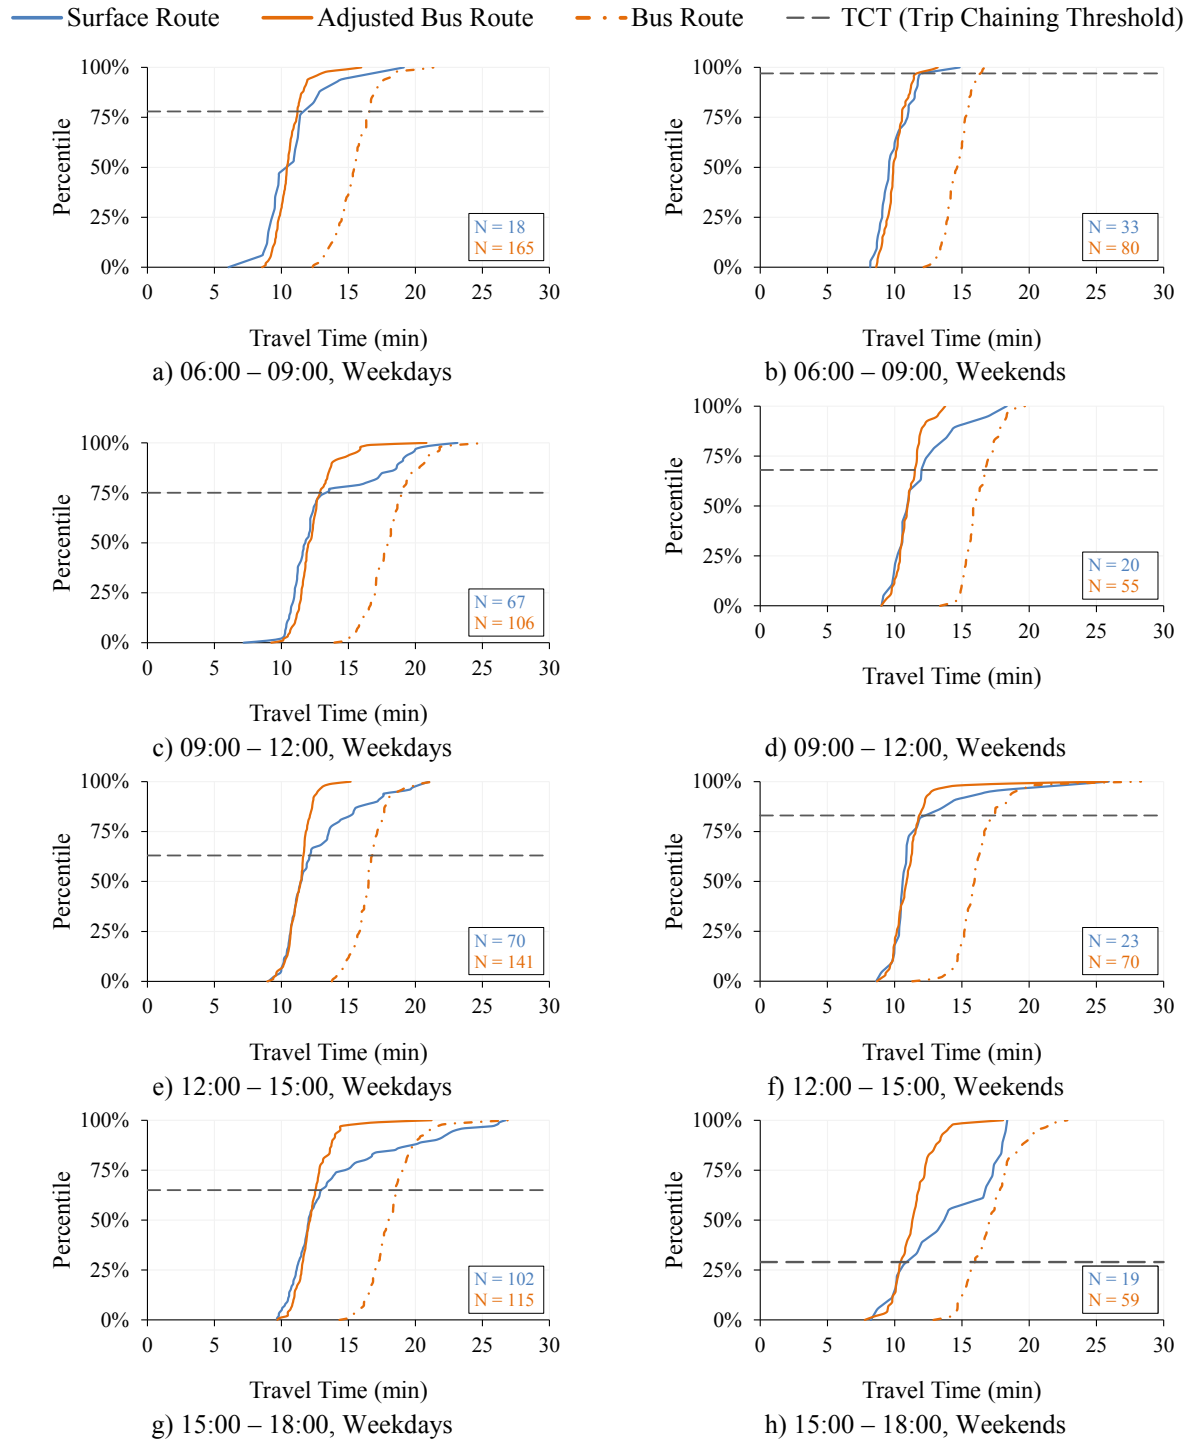 Surface Route Adjusted Bus Route Bus Route TCT (Trip Chaining Threshold)
100%
75%
50%
25%
0%
Percentile
N = 18
N = 165
0 5 10 15 20 25 30
Travel Time (min)
a) 06:00 – 09:00, Weekdays
100%
75%
50%
25%
0%
Percentile
N = 33
N = 80
0 5 10 15 20 25 30
Travel Time (min)
b) 06:00 – 09:00, Weekends
100%
75%
50%
25%
0%
Percentile
N = 67
N = 106
0 5 10 15 20 25 30
Travel Time (min)
c) 09:00 – 12:00, Weekdays
100%
75%
50%
25%
0%
Percentile
N = 20
N = 55
0 5 10 15 20 25 30
Travel Time (min)
d) 09:00 – 12:00, Weekends
100%
75%
50%
25%
0%
Percentile
N = 70
N = 141
0 5 10 15 20 25 30
Travel Time (min)
e) 12:00 – 15:00, Weekdays
100%
75%
50%
25%
0%
Percentile
N = 23
N = 70
0 5 10 15 20 25 30
Travel Time (min)
f) 12:00 – 15:00, Weekends
100%
75%
50%
25%
0%
Percentile
N = 102
N = 115
0 5 10 15 20 25 30
Travel Time (min)
g) 15:00 – 18:00, Weekdays
100%
75%
50%
25%
0%
Percentile
N = 19
N = 59
0 5 10 15 20 25 30
Travel Time (min)
h) 15:00 – 18:00, Weekends